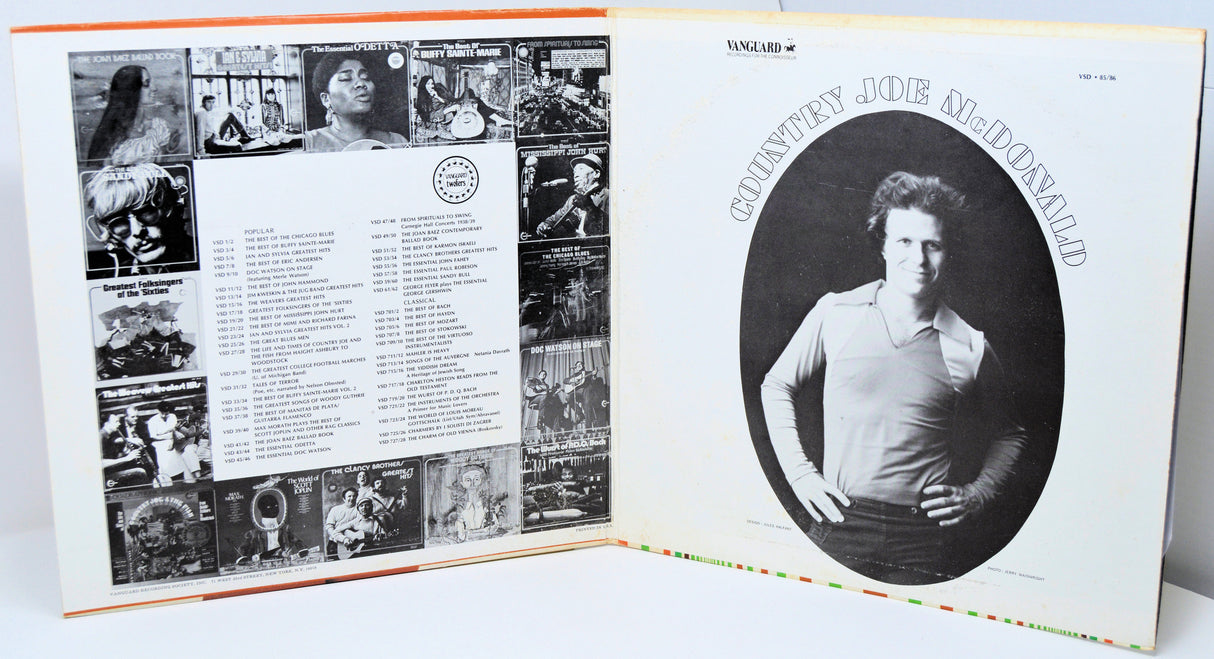 THE JOAN BAEZ BALLAD BOOK
IAN & SYLVIA
GREATEST HITS
The Essential ODETTA
The Best Of
BUFFY SAINTE-MARIE
FROM SPIRITUALS TO SWING
The Best of
MISSISSIPPI JOHN HURT
THE BEST OF
THE CHICAGO BLUES
DOC WATSON ON STAGE
The Wurst of P.D.Q. Bach
Greatest Folksingers
of the 'Sixties
The Weavers Greatest Hits
MAX
MORATH
The World of
SCOTT
JOPLIN
THE CLANCY BROTHERS
GREATEST
HITS
VANGUARD
twofers
POPULAR
VSD 1/2 THE BEST OF THE CHICAGO BLUES
VSD 3/4 THE BEST OF BUFFY SAINTE-MARIE
VSD 5/6 IAN AND SYLVIA GREATEST HITS
VSD 7/8 THE BEST OF ERIC ANDERSEN
VSD 9/10 DOC WATSON ON STAGE
(featuring Merle Watson)
VSD 11/12 THE BEST OF JOHN HAMMOND
VSD 13/14 JIM KWESKIN & THE JUG BAND GREATEST HITS
VSD 15/16 THE WEAVERS GREATEST HITS
VSD 17/18 GREATEST FOLKSINGERS OF THE 'SIXTIES
VSD 19/20 THE BEST OF MISSISSIPPI JOHN HURT
VSD 21/22 THE BEST OF MIMI AND RICHARD FARINA
VSD 23/24 IAN AND SYLVIA GREATEST HITS VOL. 2
VSD 25/26 THE GREAT BLUES MEN
VSD 27/28 THE LIFE AND TIMES OF COUNTRY JOE AND
THE FISH FROM HAIGHT ASHBURY TO
WOODSTOCK
VSD 29/30 THE GREATEST COLLEGE FOOTBALL MARCHES
(U. of Michigan Band)
VSD 31/32 TALES OF TERROR
(Poe, etc. narrated by Nelson Olmsted)
VSD 33/34 THE BEST OF BUFFY SAINTE-MARIE VOL. 2
VSD 35/36 THE GREATEST SONGS OF WOODY GUTHRIE
VSD 37/38 THE BEST OF MANITAS DE PLATA/
GUITARRA FLAMENCO
VSD 39/40 MAX MORATH PLAYS THE BEST OF
SCOTT JOPLIN AND OTHER RAG CLASSICS
VSD 41/42 THE JOAN BAEZ BALLAD BOOK
VSD 43/44 THE ESSENTIAL ODETTA
VSD 45/46 THE ESSENTIAL DOC WATSON
VSD 47/48 FROM SPIRITUALS TO SWING
Carnegie Hall Concerts 1938/39
VSD 49/50 THE JOAN BAEZ CONTEMPORARY
BALLAD BOOK
VSD 51/52 THE BEST OF KARMON ISRAELI
VSD 53/54 THE CLANCY BROTHERS GREATEST HITS
VSD 55/56 THE ESSENTIAL JOHN FAHEY
VSD 57/58 THE ESSENTIAL PAUL ROBESON
VSD 59/60 THE ESSENTIAL SANDY BULL
VSD 61/62 GEORGE FEYER plays THE ESSENTIAL
GEORGE GERSHWIN
CLASSICAL
VSD 701/2 THE BEST OF BACH
VSD 703/4 THE BEST OF HAYDN
VSD 705/6 THE BEST OF MOZART
VSD 707/8 THE BEST OF STOKOWSKI
VSD 709/10 THE BEST OF THE VIRTUOSO
INSTRUMENTALISTS
VSD 711/12 MAHLER IS HEAVY
VSD 713/14 SONGS OF THE AUVERGNE Netania Davrath
VSD 715/16 THE YIDDISH DREAM
A Heritage of Jewish Song
VSD 717/18 CHARLTON HESTON READS FROM THE
OLD TESTAMENT
VSD 719/20 THE WURST OF P. D. Q. BACH
VSD 721/22 THE INSTRUMENTS OF THE ORCHESTRA
A Primer for Music Lovers
VSD 723/24 THE WORLD OF LOUIS MOREAU
GOTTSCHALK (List/Utah Sym/Abravanel)
VSD 725/26 CHARMERS BY I SOLISTI DI ZAGREB
VSD 727/28 THE CHARM OF OLD VIENNA (Boskovsky)
PRINTED IN U.S.A.
VANGUARD RECORDING SOCIETY, INC. 71 WEST 23rd STREET, NEW YORK, N.Y. 10010
VANGUARD
RECORDINGS FOR THE CONNOISSEUR
VSD • 85/86
COUNTRY JOE McDONALD
DESIGN: JULES HALFANT
PHOTO: JERRY WAINWRIGHT